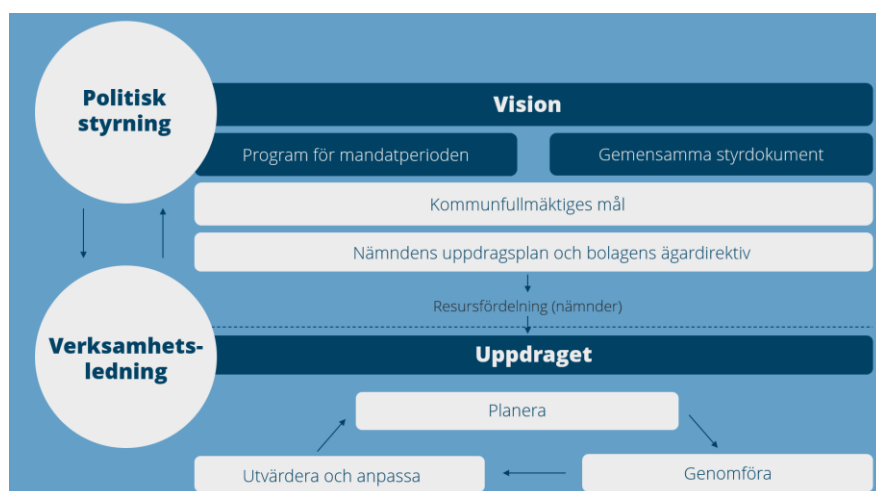 Politisk
styrning
Vision
Program för mandatperioden
Gemensamma styrdokument
Kommunfullmäktiges mål
Nämndens uppdragsplan och bolagens ägardirektiv
Resursfördelning (nämnder)
Verksamhets-
ledning
Uppdraget
Planera
Utvärdera och anpassa
Genomföra